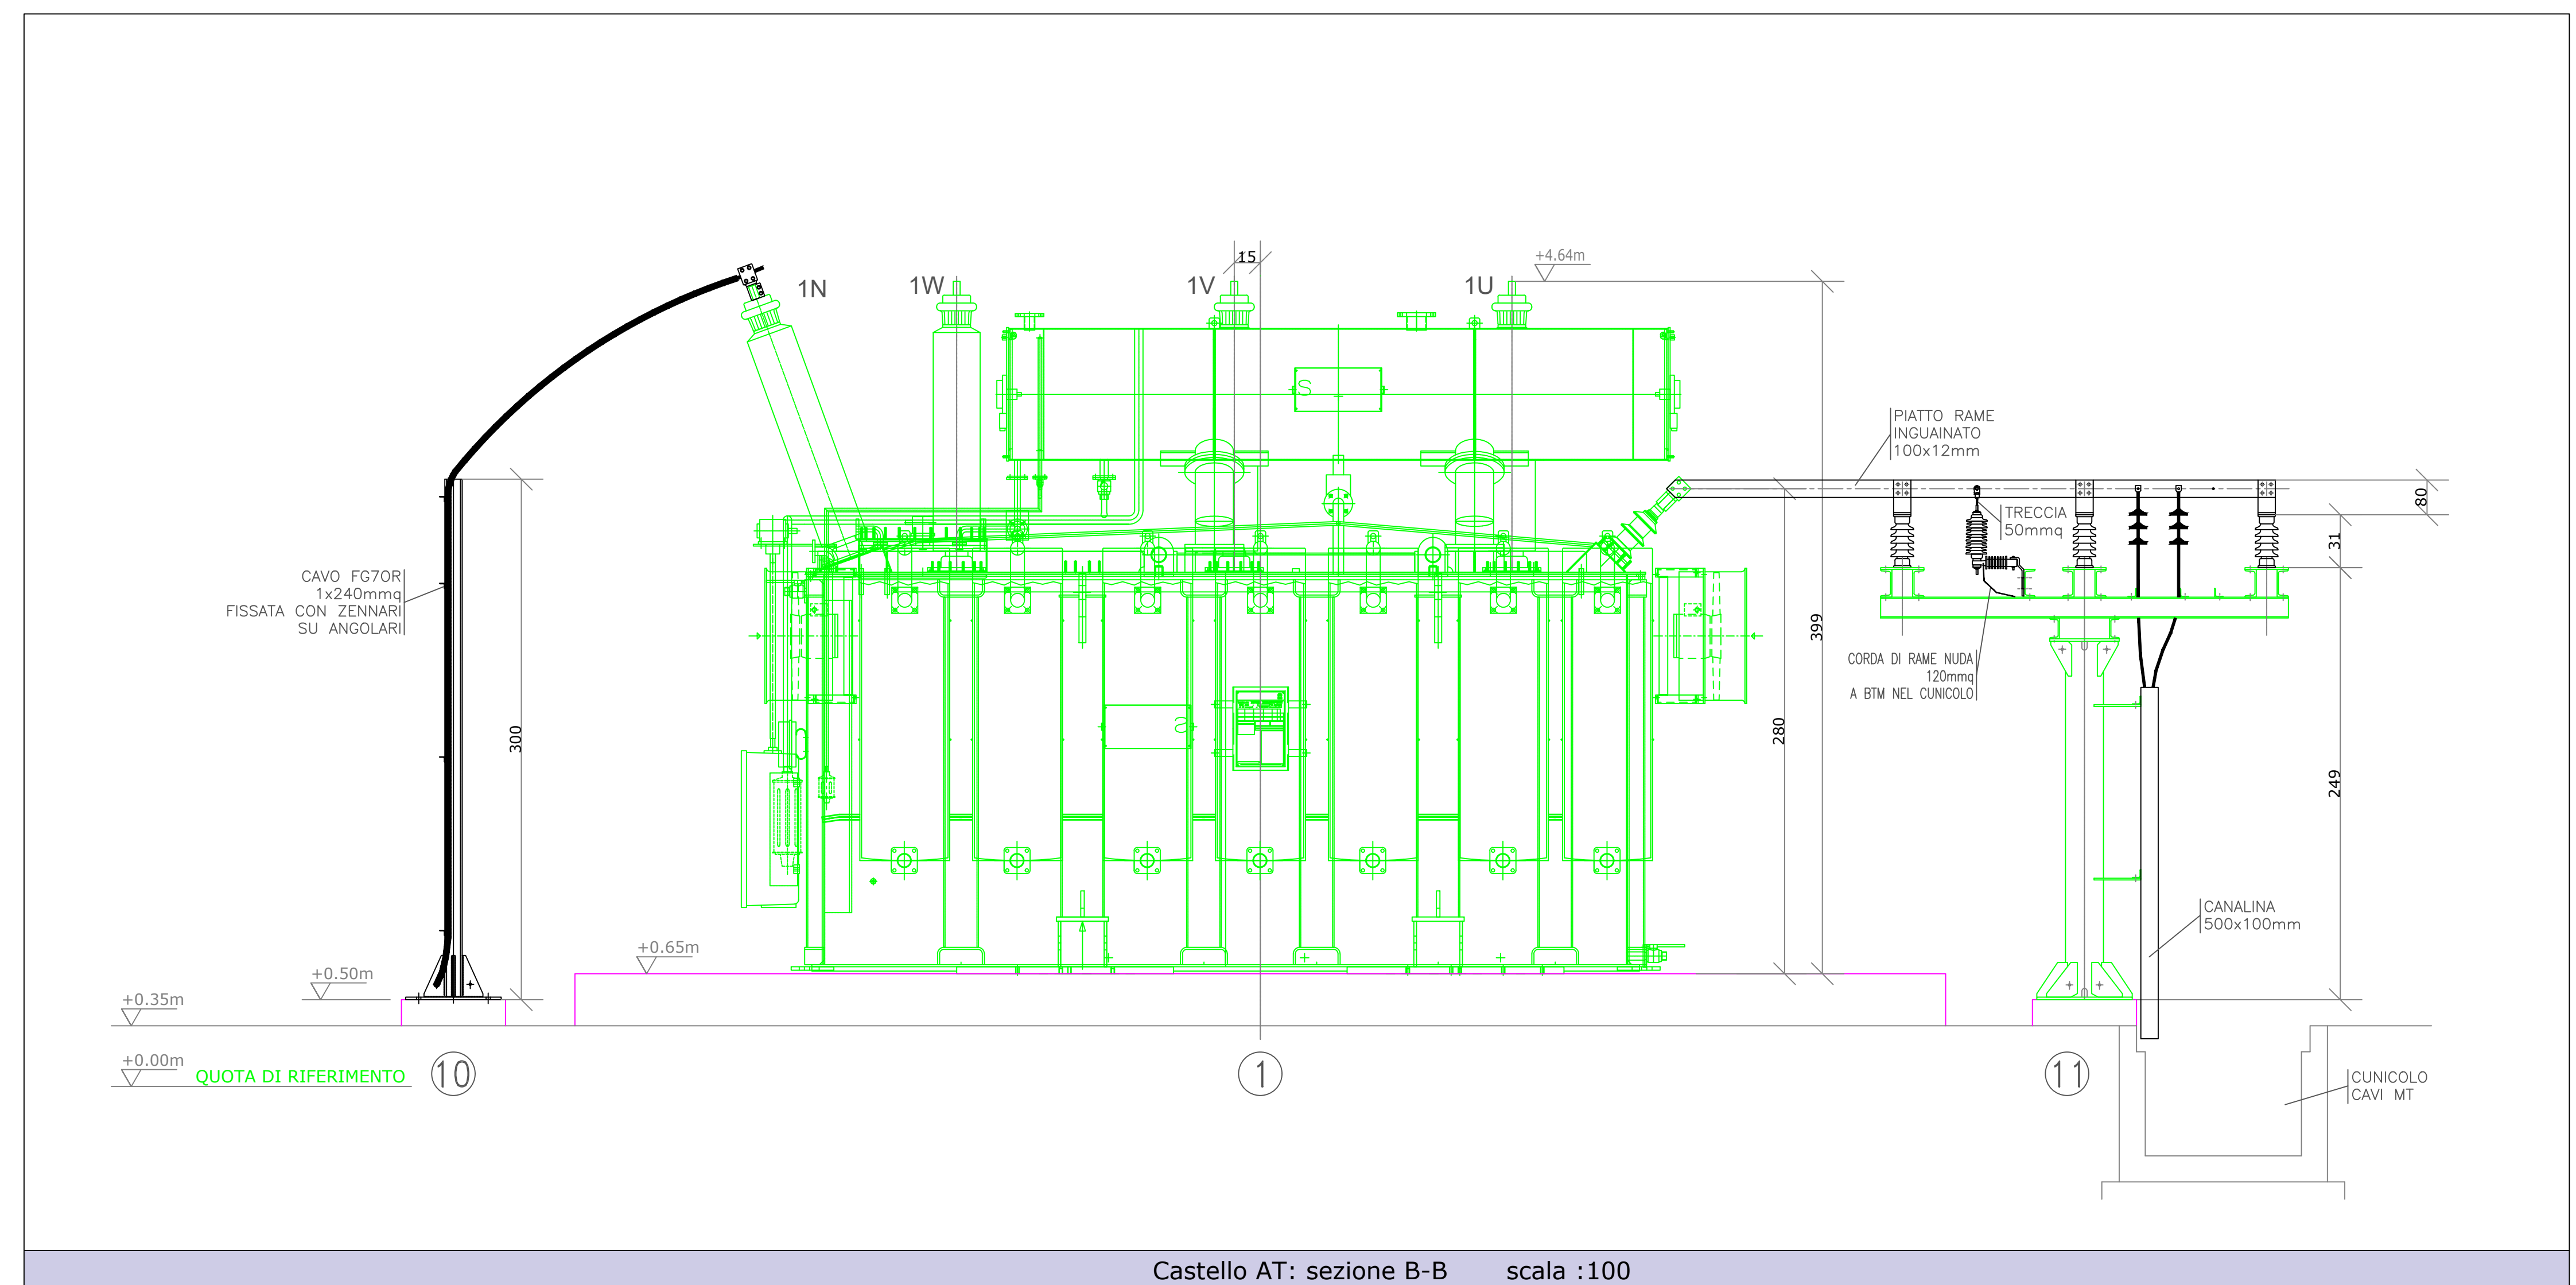 15
+4.64m
1N
1W
1V
1U
S
PIATTO RAME
INGUAINATO
100x12mm
80
TRECCIA
50mmq
31
CAVO FG7OR
1x240mmq
FISSATA CON ZENNARI
SU ANGOLARI
399
CORDA DI RAME NUDA
120mmq
A BTM NEL CUNICOLO
300
a
280
249
CANALINA
500x100mm
+0.65m
+0.50m
+0.35m
+0.00m
QUOTA DI RIFERIMENTO
10
1
11
CUNICOLO
CAVI MT
Castello AT: sezione B-B scala :100